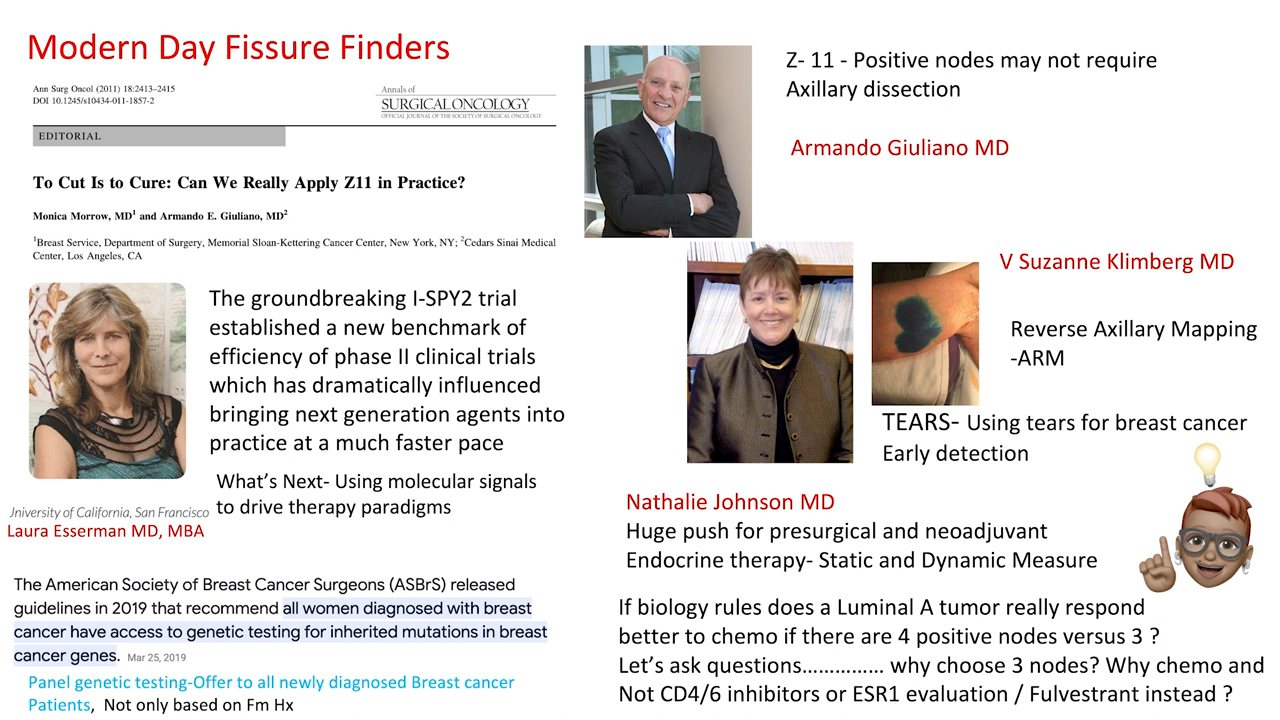 Modern Day Fissure Finders
Ann Surg Oncol (2011) 18:2413–2415
DOI 10.1245/s10434-011-1857-2
Annals of
SURGICAL ONCOLOGY
OFFICIAL JOURNAL OF THE SOCIETY OF SURGICAL ONCOLOGY
EDITORIAL
To Cut Is to Cure: Can We Really Apply Z11 in Practice?
Monica Morrow, MD1 and Armando E. Giuliano, MD2
1Breast Service, Department of Surgery, Memorial Sloan-Kettering Cancer Center, New York, NY; 2Cedars Sinai Medical
Center, Los Angeles, CA
The groundbreaking I-SPY2 trial
established a new benchmark of
efficiency of phase II clinical trials
which has dramatically influenced
bringing next generation agents into
practice at a much faster pace
What's Next- Using molecular signals
to drive therapy paradigms
University of California, San Francisco
Laura Esserman MD, MBA
The American Society of Breast Cancer Surgeons (ASBrS) released
guidelines in 2019 that recommend all women diagnosed with breast
cancer have access to genetic testing for inherited mutations in breast
cancer genes. Mar 25, 2019
Panel genetic testing-Offer to all newly diagnosed Breast cancer
Patients, Not only based on Fm Hx
Z- 11 - Positive nodes may not require
Axillary dissection
Armando Giuliano MD
V Suzanne Klimberg MD
Reverse Axillary Mapping
-ARM
TEARS- Using tears for breast cancer
Early detection
Nathalie Johnson MD
Huge push for presurgical and neoadjuvant
Endocrine therapy- Static and Dynamic Measure
If biology rules does a Luminal A tumor really respond
better to chemo if there are 4 positive nodes versus 3 ?
Let's ask questions…………… why choose 3 nodes? Why chemo and
Not CD4/6 inhibitors or ESR1 evaluation / Fulvestrant instead ?